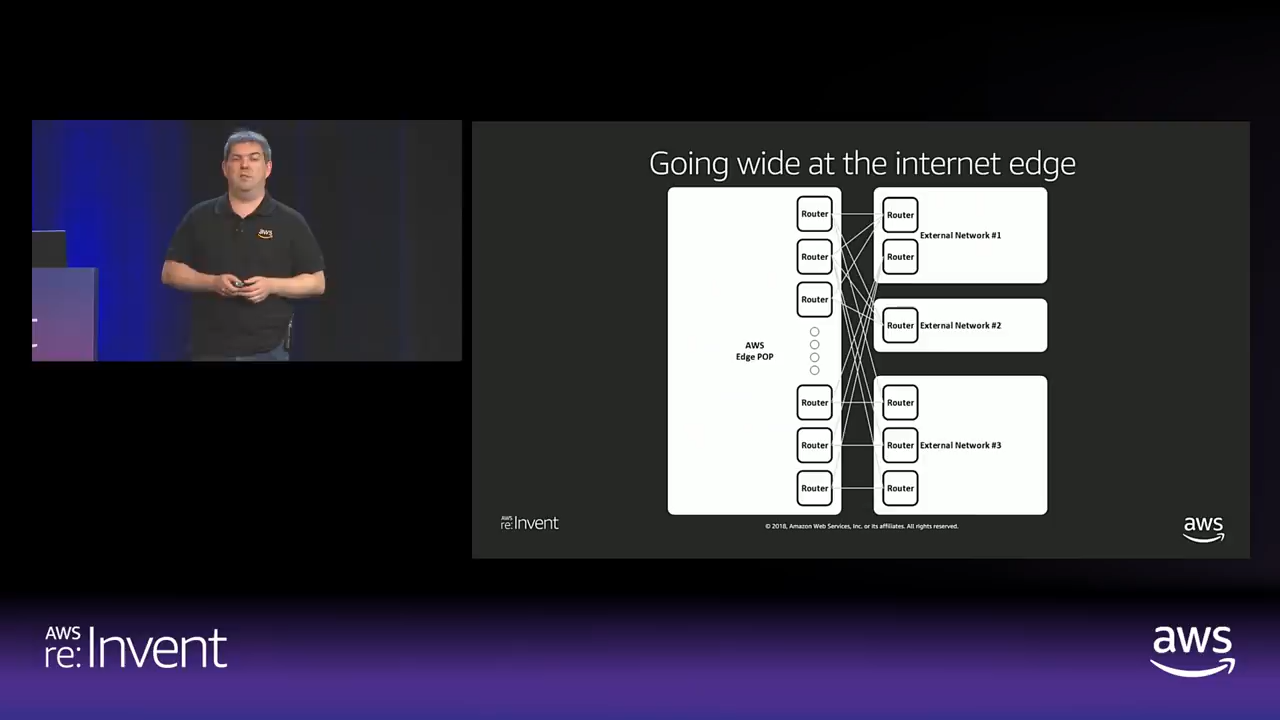 Going wide at the internet edge
Router
Router
Router
AWS
Edge POP
Router
Router
Router
Router
External Network #1
Router
Router
External Network #2
Router
Router
External Network #3
Router
AWS
re:Invent
© 2018, Amazon Web Services, Inc. or its affiliates. All rights reserved.
aws
aws
AWS
re:Invent
aws